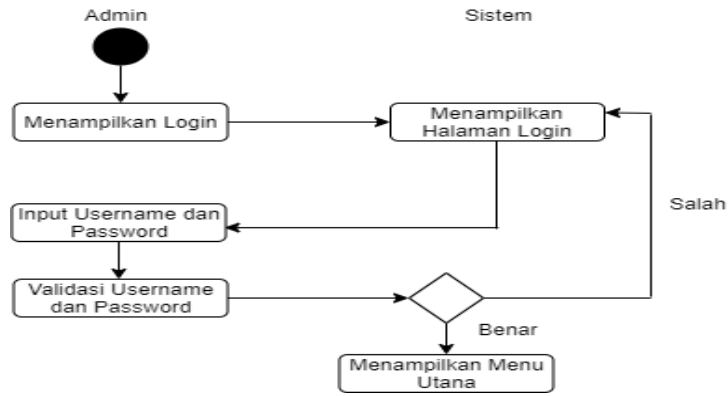 Admin
Sistem
Menampilkan Login
Menampilkan
Halaman Login
Input Username dan
Password
Salah
Validasi Username
dan Password
Benar
Menampilkan Menu
Utana